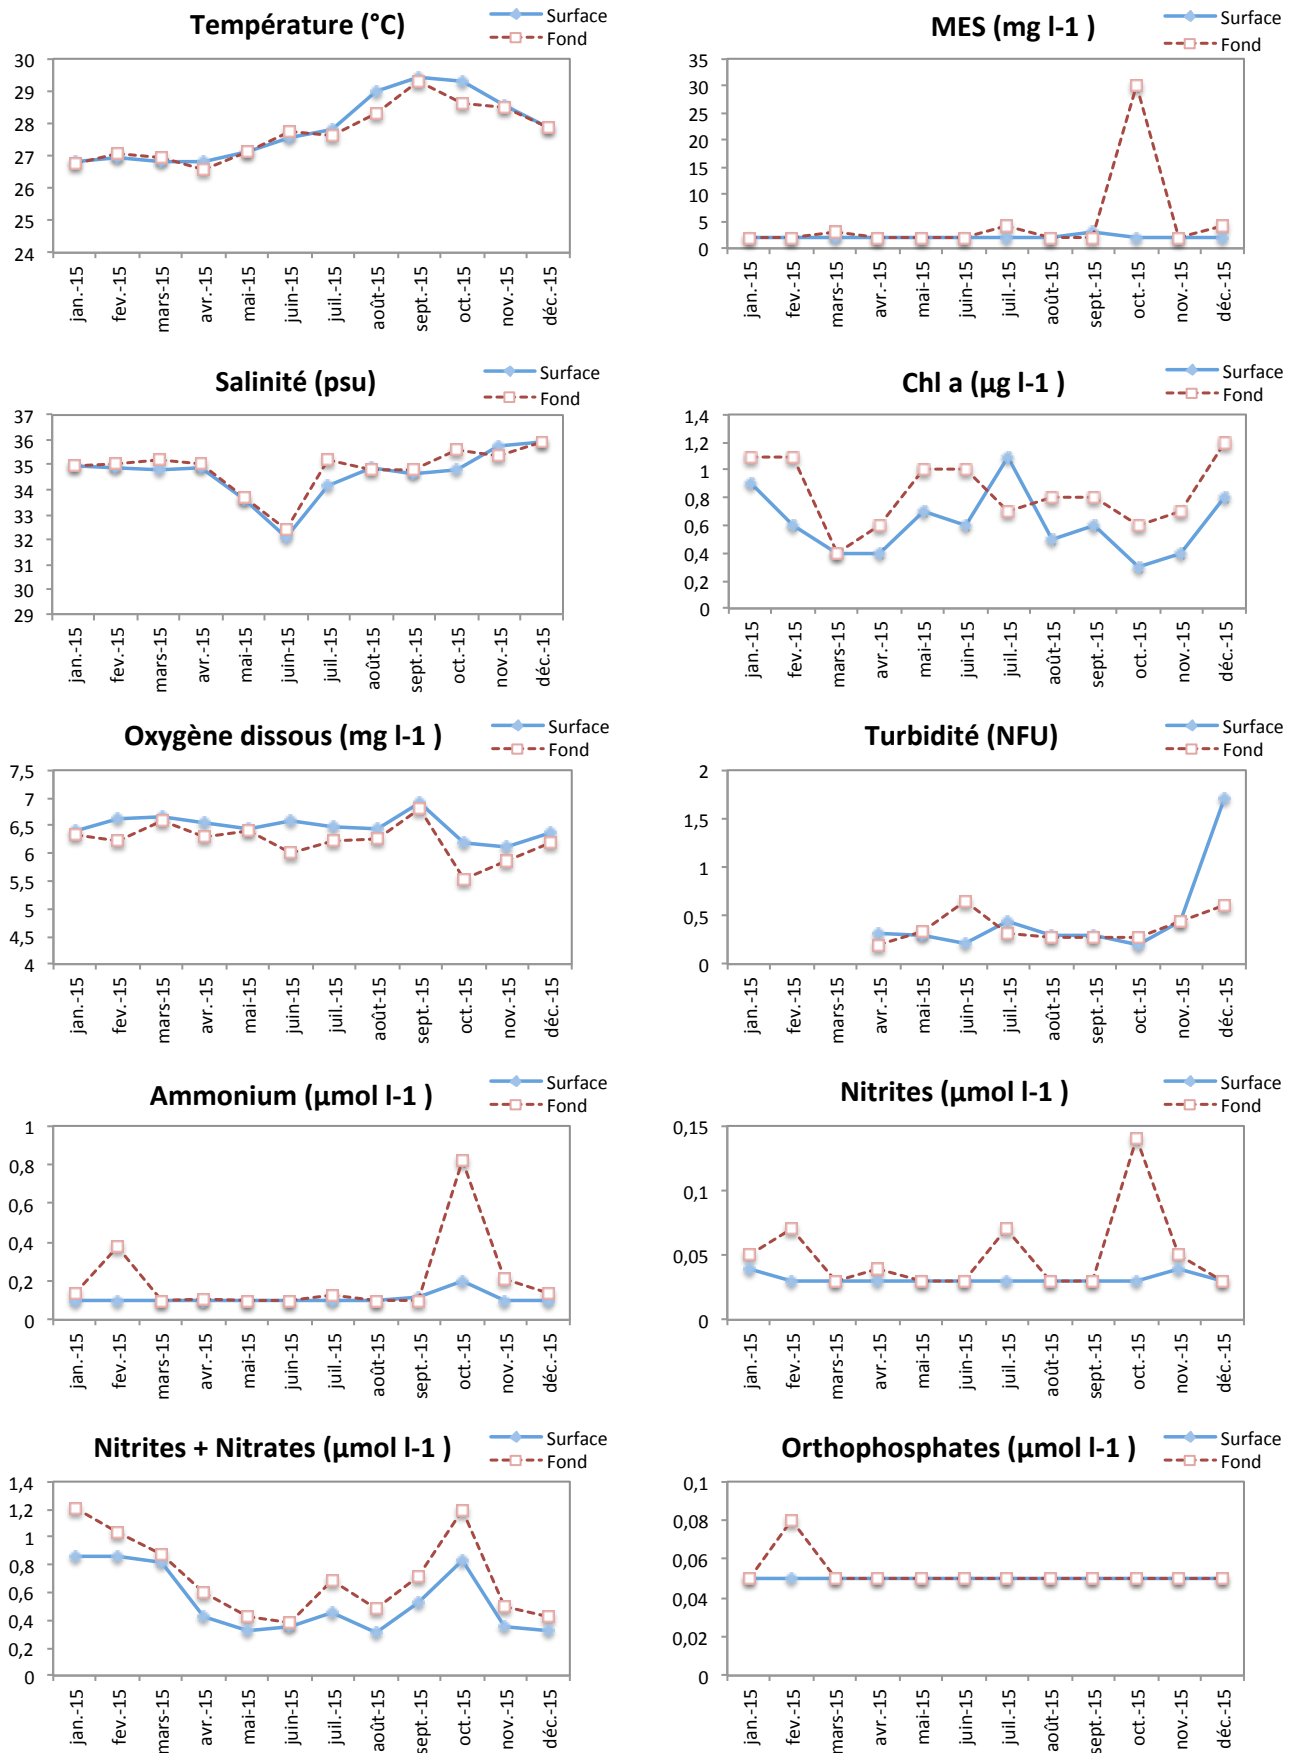 Température (°C)
Surface
Fond
30
29
28
27
26
25
24
jan.-15
fev.-15
mars-15
avr.-15
mai-15
juin-15
juil.-15
août-15
sept.-15
oct.-15
nov.-15
déc.-15
MES (mg l-1 )
Surface
Fond
35
30
25
20
15
10
5
0
jan.-15
fev.-15
mars-15
avr.-15
mai-15
juin-15
juil.-15
août-15
sept.-15
oct.-15
nov.-15
déc.-15
Salinité (psu)
Surface
Fond
37
36
35
34
33
32
31
30
29
jan.-15
fev.-15
mars-15
avr.-15
mai-15
juin-15
juil.-15
août-15
sept.-15
oct.-15
nov.-15
déc.-15
Chl a (µg l-1 )
Surface
Fond
1,4
1,2
1
0,8
0,6
0,4
0,2
0
jan.-15
fev.-15
mars-15
avr.-15
mai-15
juin-15
juil.-15
août-15
sept.-15
oct.-15
nov.-15
déc.-15
Oxygène dissous (mg l-1 )
Surface
Fond
7,5
7
6,5
6
5,5
5
4,5
4
jan.-15
fev.-15
mars-15
avr.-15
mai-15
juin-15
juil.-15
août-15
sept.-15
oct.-15
nov.-15
déc.-15
Turbidité (NFU)
Surface
Fond
2
1,5
1
0,5
0
jan.-15
fev.-15
mars-15
avr.-15
mai-15
juin-15
juil.-15
août-15
sept.-15
oct.-15
nov.-15
déc.-15
Ammonium (µmol l-1 )
Surface
Fond
1
0,8
0,6
0,4
0,2
0
jan.-15
fev.-15
mars-15
avr.-15
mai-15
juin-15
juil.-15
août-15
sept.-15
oct.-15
nov.-15
déc.-15
Nitrites (µmol l-1 )
Surface
Fond
0,15
0,1
0,05
0
jan.-15
fev.-15
mars-15
avr.-15
mai-15
juin-15
juil.-15
août-15
sept.-15
oct.-15
nov.-15
déc.-15
Nitrites + Nitrates (µmol l-1 )
Surface
Fond
1,4
1,2
1
0,8
0,6
0,4
0,2
0
jan.-15
fev.-15
mars-15
avr.-15
mai-15
juin-15
juil.-15
août-15
sept.-15
oct.-15
nov.-15
déc.-15
Orthophosphates (µmol l-1 )
Surface
Fond
0,1
0,08
0,06
0,04
0,02
0
jan.-15
fev.-15
mars-15
avr.-15
mai-15
juin-15
juil.-15
août-15
sept.-15
oct.-15
nov.-15
déc.-15